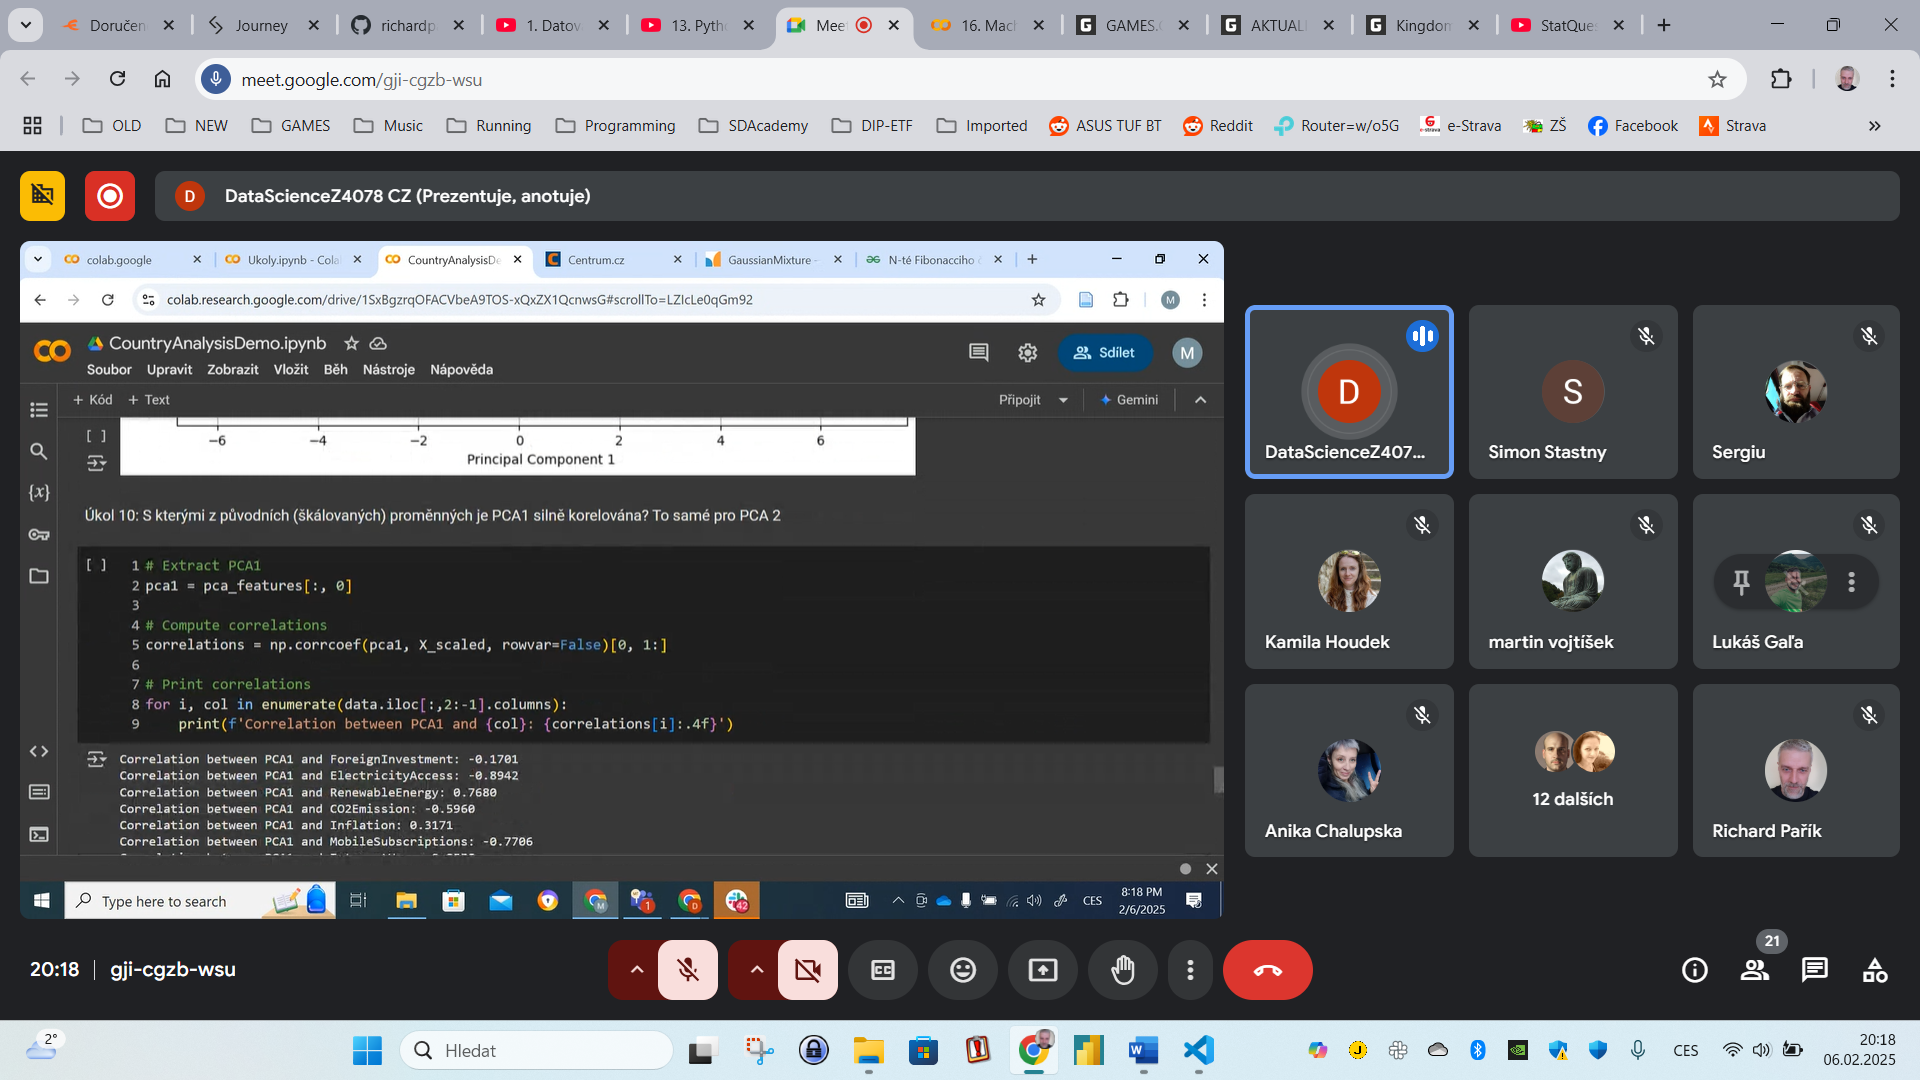 Doručen
Journey
richardp
1. Datov
13. Pyth
Meet
16. Mach
GAMES.
AKTUAL
Kingdom
StatQues
meet.google.com/gji-cgzb-wsu
OLD
NEW
GAMES
Music
Running
Programming
SDAcademy
DIP-ETF
Imported
ASUS TUF BT
Reddit
Router=w/o5G
e-Strava
ZŠ
Facebook
Strava
D
DataScienceZ4078 CZ (Prezentuje, anotuje)
colab.google
Ukoly.ipynb - Cola
CountryAnalysisDe
Centrum.cz
GaussianMixture -
N-té Fibonacciho
colab.research.google.com/drive/1SxBgzrqOFACVbeA9TOS-xQxZX1QcnwsG#scrollTo=LZIcLe0qGm92
M
CountryAnalysisDemo.ipynb
Sdílet
M
Soubor Upravit Zobrazit Vložit Běh Nástroje Nápověda
+ Kód + Text
Připojit
Gemini
[ ]
−6 −4 −2 0 2 4 6
Principal Component 1
Úkol 10: S kterými z původních (škálovaných) proměnných je PCA1 silně korelována? To samé pro PCA 2
[ ]
1 # Extract PCA1
2 pca1 = pca_features[:, 0]
3
4 # Compute correlations
5 correlations = np.corrcoef(pca1, X_scaled, rowvar=False)[0, 1:]
6
7 # Print correlations
8 for i, col in enumerate(data.iloc[:,2:-1].columns):
9     print(f'Correlation between PCA1 and {col}: {correlations[i]:.4f}')
Correlation between PCA1 and ForeignInvestment: -0.1701
Correlation between PCA1 and ElectricityAccess: -0.8942
Correlation between PCA1 and RenewableEnergy: 0.7680
Correlation between PCA1 and CO2Emission: -0.5960
Correlation between PCA1 and Inflation: 0.3171
Correlation between PCA1 and MobileSubscriptions: -0.7706
Type here to search
CES
8:18 PM
2/6/2025
D
DataScienceZ407...
S
Simon Stastny
Sergiu
Kamila Houdek
martin vojtíšek
Lukáš Gaľa
Anika Chalupska
12 dalších
Richard Pařík
20:18
gji-cgzb-wsu
21
2°
Hledat
CES
20:18
06.02.2025